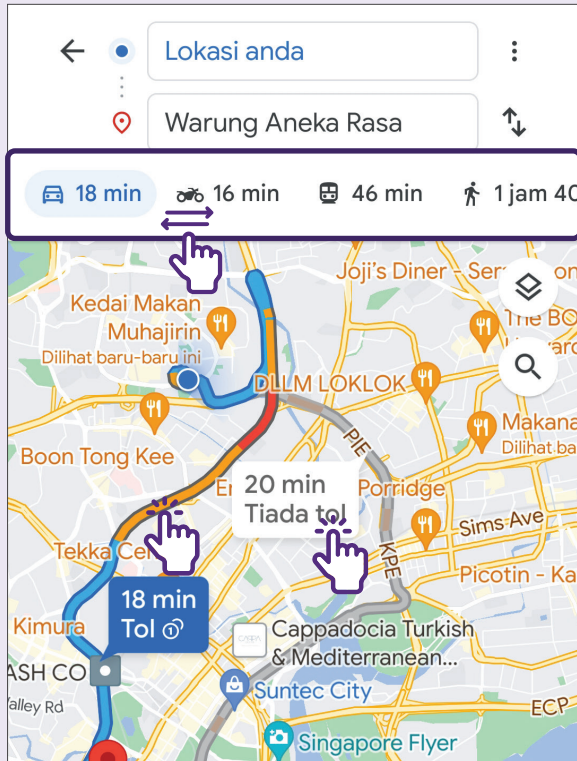 Lokasi anda
Warung Aneka Rasa
18 min
16 min
46 min
1 jam 40
Joji's Diner - Ser
on
Kedai Makan
Muhajirin
Dilihat baru-baru ini
The BO
DLLM LOKLOK
PIE
Makana
Dilihat ba
Boon Tong Kee
20 min
Tiada tol
Porridge
Sims Ave
Tekka Ce
KPE
Picotin - Ka
18 min
Tol
Kimura
Cappadocia Turkish
& Mediterranean...
ASH CO
alley Rd
Suntec City
ECP
Singapore Flyer